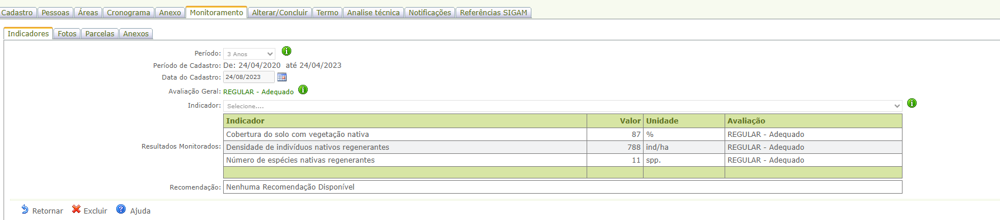 Cadastro Pessoas Áreas Cronograma Anexo Monitoramento Alterar/Concluir Termo Analise técnica Notificações Referências SIGAM
Indicadores Fotos Parcelas Anexos
Período: 3 Anos
Período de Cadastro: De: 24/04/2020 até 24/04/2023
Data do Cadastro: 24/08/2023
Avaliação Geral: REGULAR - Adequado
Indicador: Selecione....
Indicador Valor Unidade Avaliação
Cobertura do solo com vegetação nativa 87 % REGULAR - Adequado
Resultados Monitorados: Densidade de indivíduos nativos regenerantes 788 ind/ha REGULAR - Adequado
Número de espécies nativas regenerantes 11 spp. REGULAR - Adequado
Recomendação: Nenhuma Recomendação Disponível
Retornar Excluir Ajuda